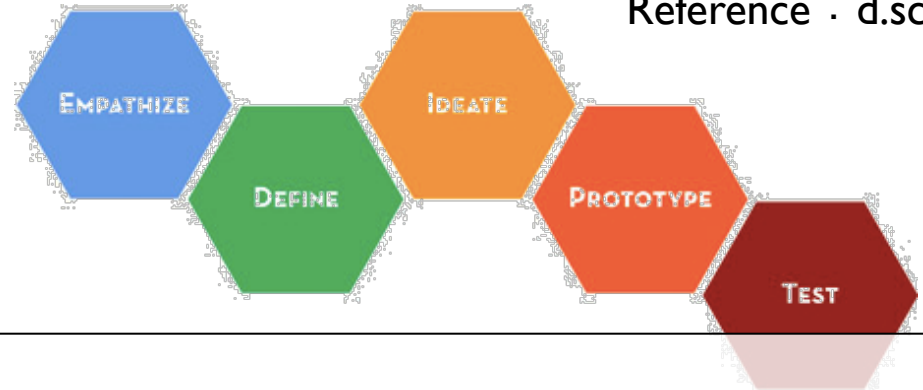 Reference · d.sc
EMPATHIZE
IDEATE
DEFINE
PROTOTYPE
TEST